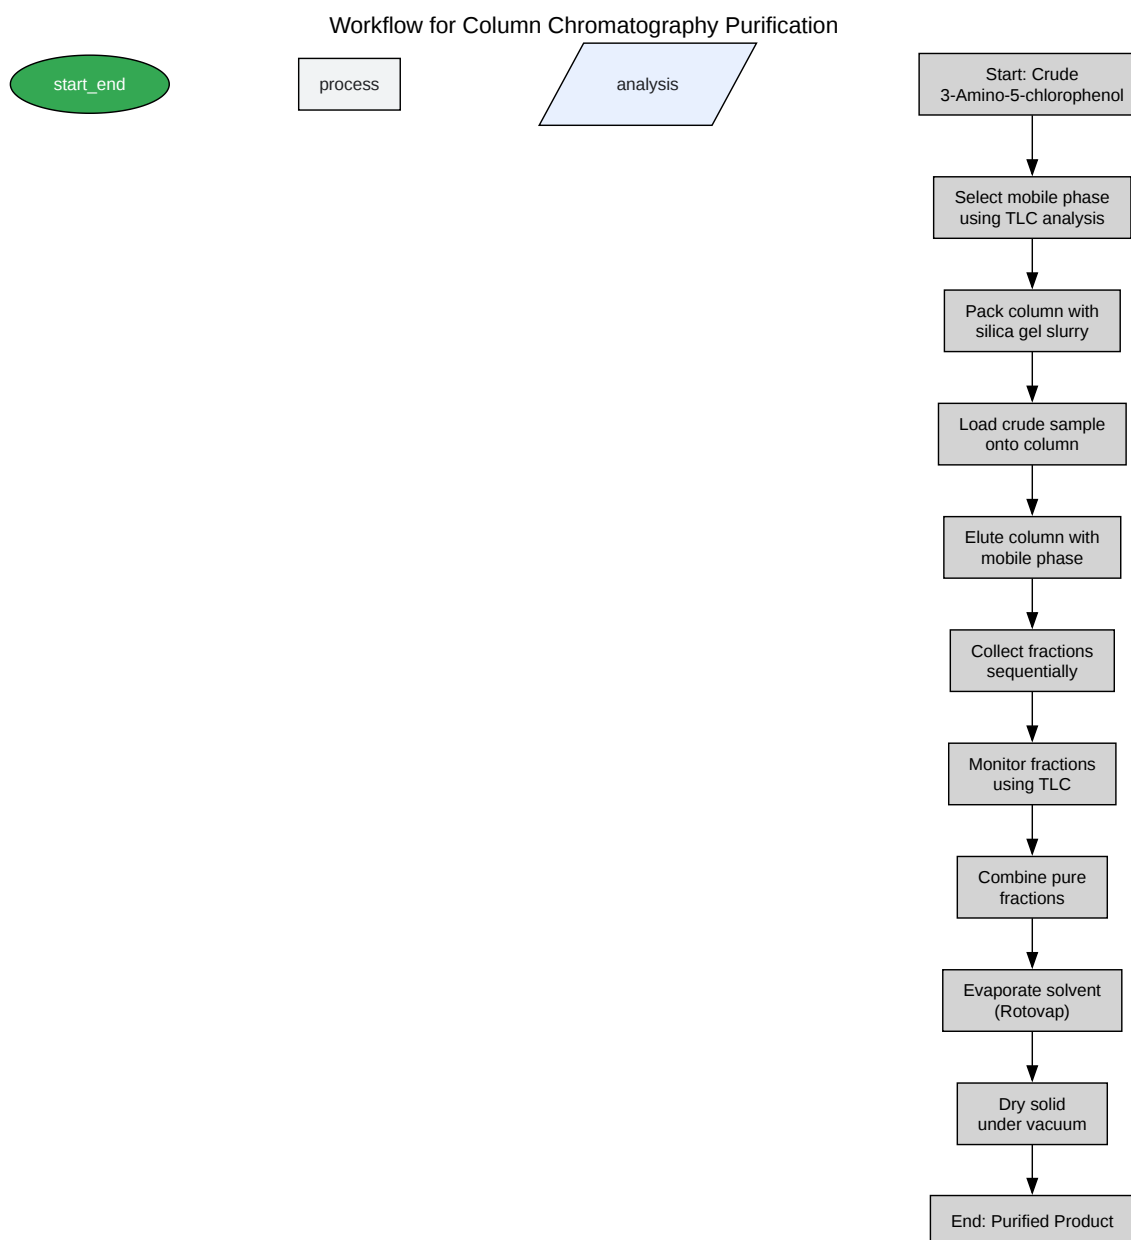 Workflow for Column Chromatography Purification
start_end
process
analysis
Start: Crude
3-Amino-5-chlorophenol
Select mobile phase
using TLC analysis
Pack column with
silica gel slurry
Load crude sample
onto column
Elute column with
mobile phase
Collect fractions
sequentially
Monitor fractions
using TLC
Combine pure
fractions
Evaporate solvent
(Rotovap)
Dry solid
under vacuum
End: Purified Product